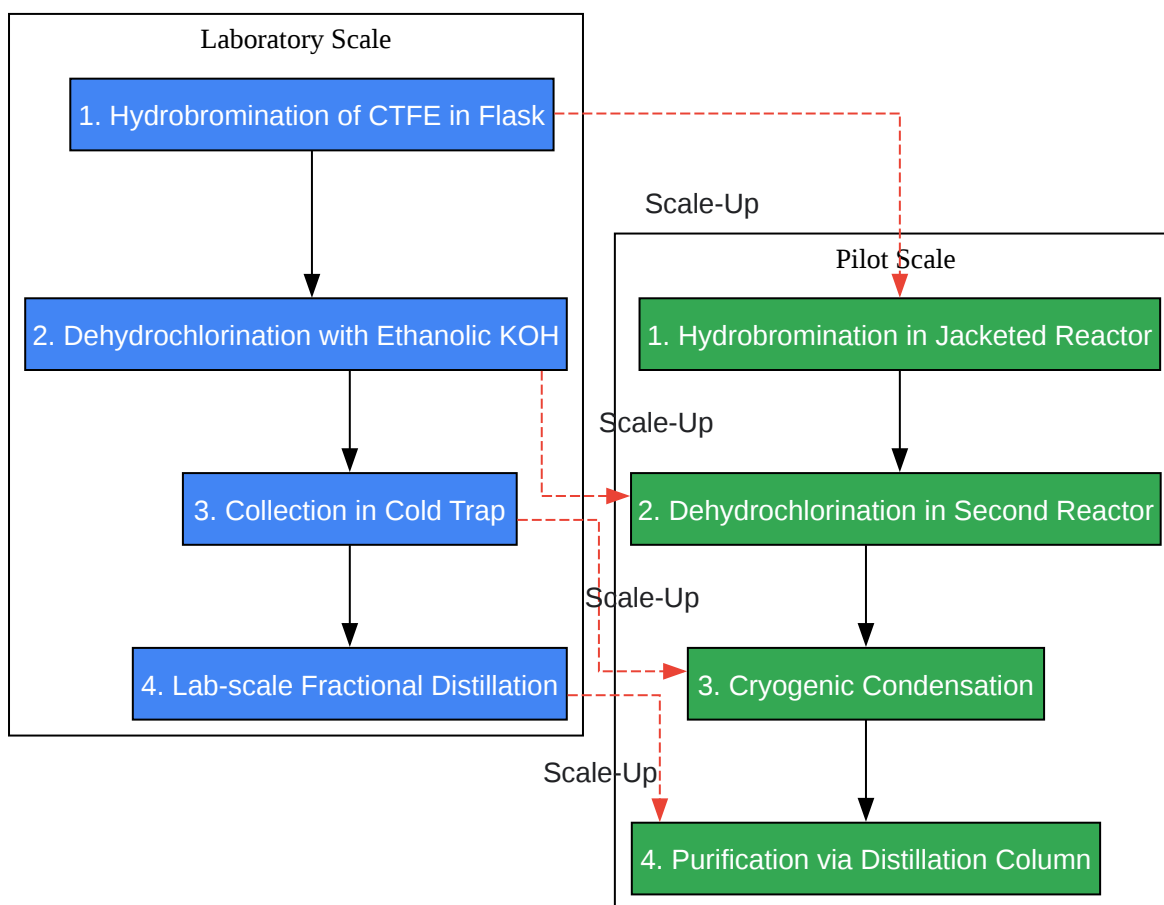 Laboratory Scale
1. Hydrobromination of CTFE in Flask
2. Dehydrochlorination with Ethanolic KOH
3. Collection in Cold Trap
4. Lab-scale Fractional Distillation
Scale-Up
Scale-Up
Scale-Up
Scale-Up
Pilot Scale
1. Hydrobromination in Jacketed Reactor
2. Dehydrochlorination in Second Reactor
3. Cryogenic Condensation
4. Purification via Distillation Column